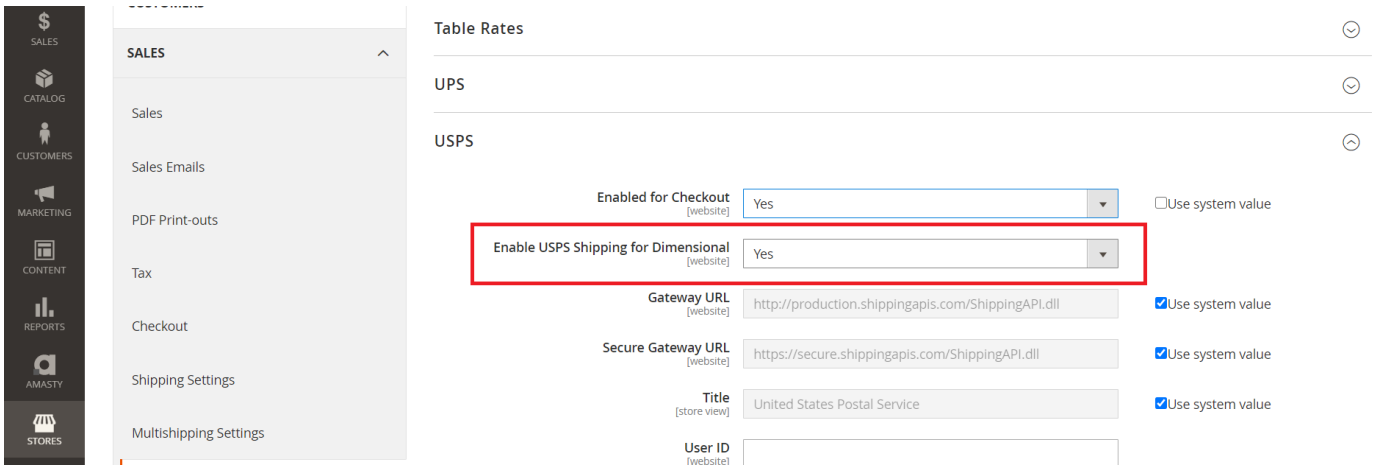 SALES
CATALOG
CUSTOMERS
MARKETING
CONTENT
REPORTS
AMASTY
STORES
CUSTOMERS
SALES
Sales
Sales Emails
PDF Print-outs
Tax
Checkout
Shipping Settings
Multishipping Settings
Table Rates
UPS
USPS
Enabled for Checkout
[website]
Yes
Use system value
Enable USPS Shipping for Dimensional
[website]
Yes
Gateway URL
[website]
http://production.shippingapis.com/ShippingAPI.dll
Use system value
Secure Gateway URL
[website]
https://secure.shippingapis.com/ShippingAPI.dll
Use system value
Title
[store view]
United States Postal Service
Use system value
User ID
[website]